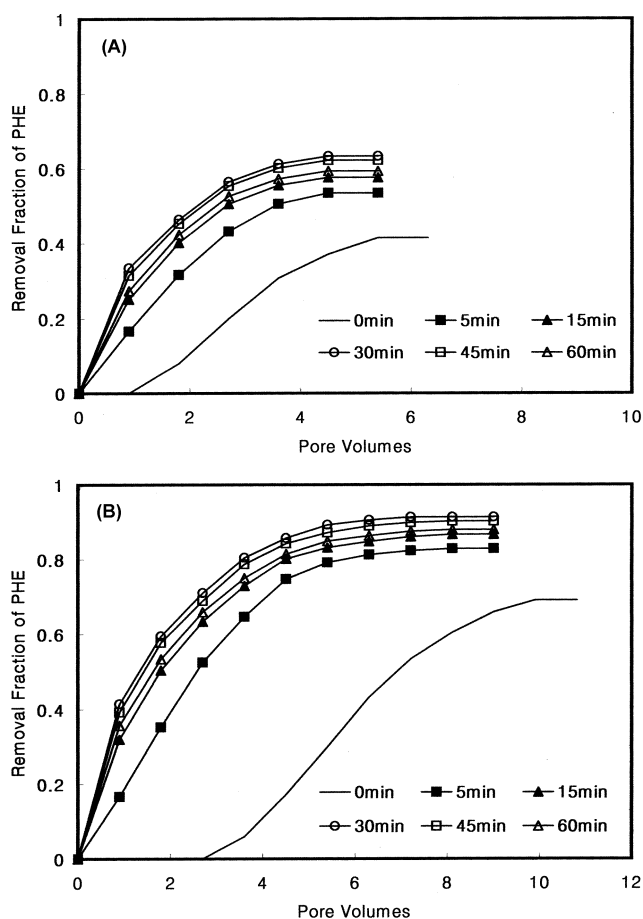 (A)
Removal Fraction of PHE
1
0.8
0.6
0.4
0.2
0
0 2 4 6 8 10
Pore Volumes
0min 5min 15min
30min 45min 60min
(B)
Removal Fraction of PHE
1
0.8
0.6
0.4
0.2
0
0 2 4 6 8 10 12
Pore Volumes
0min 5min 15min
30min 45min 60min